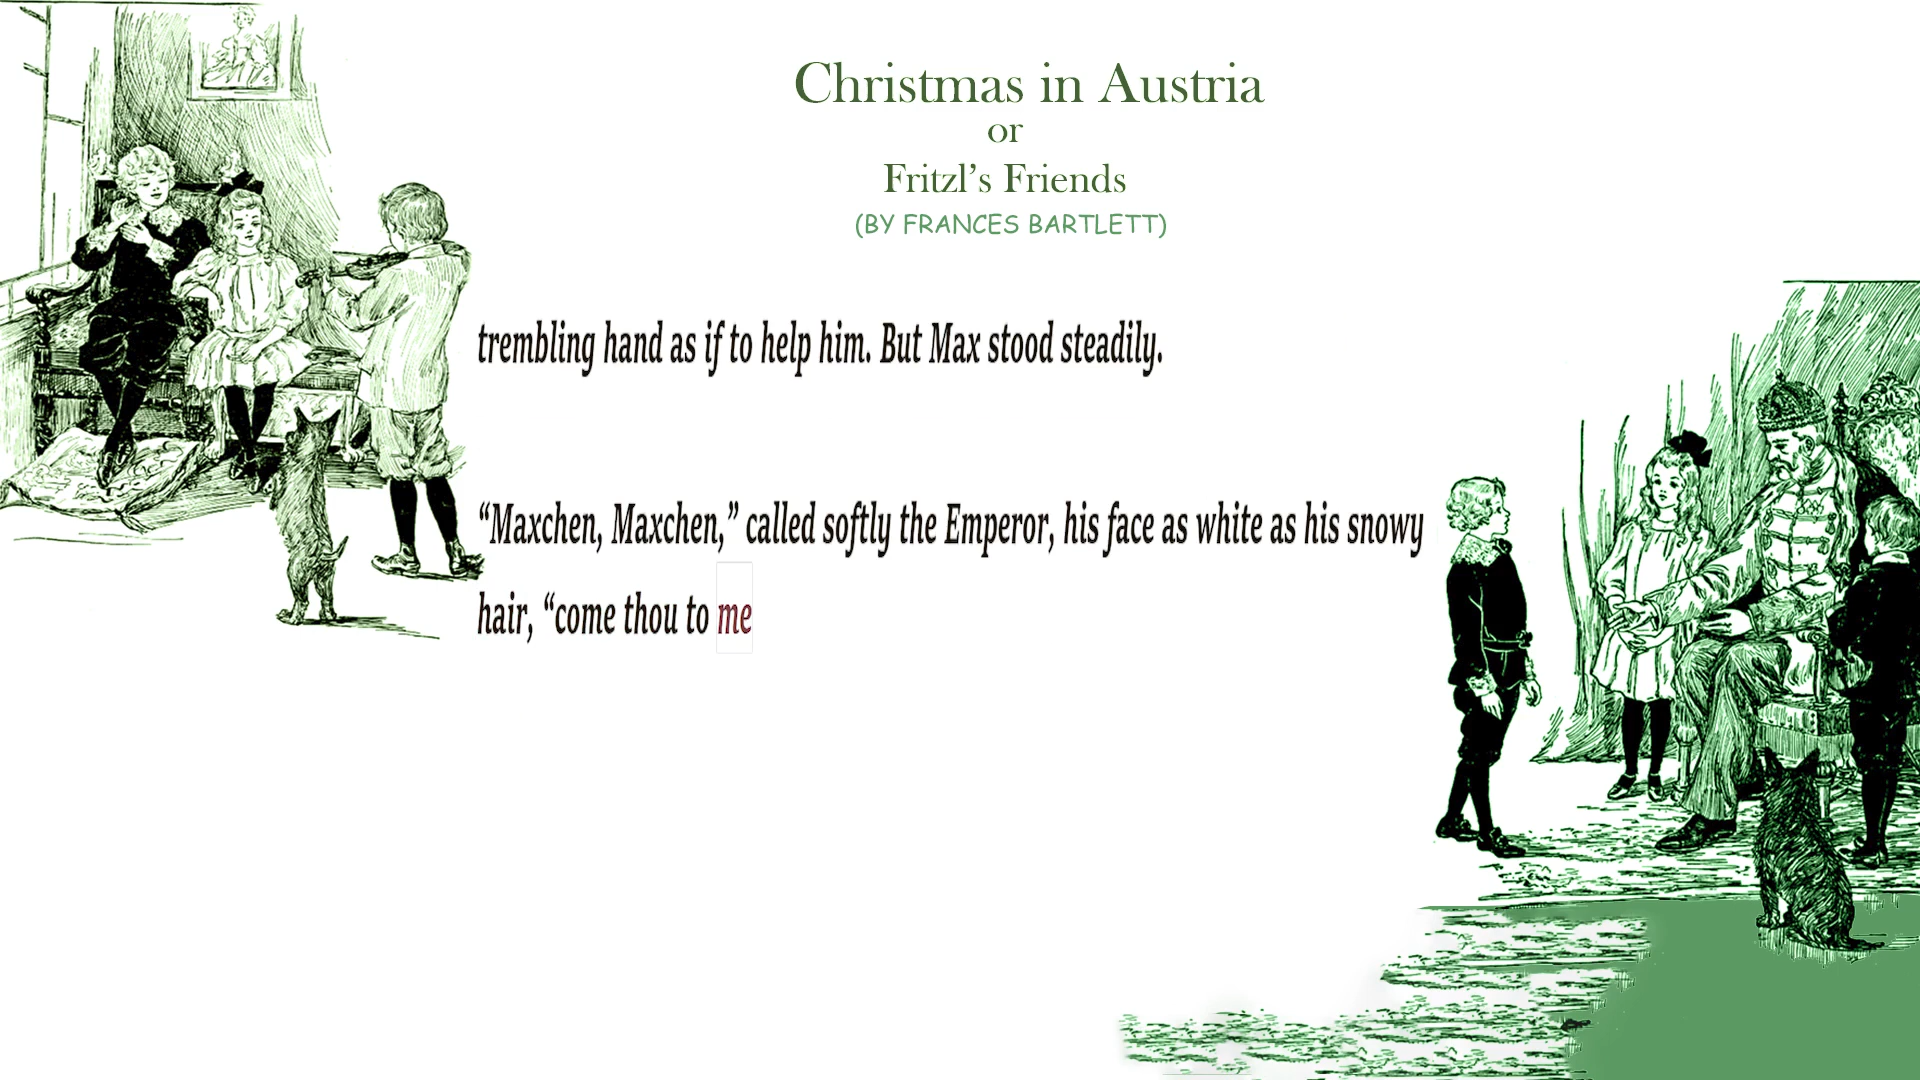 Christmas in Austria
or
Fritzl’s Friends
(BY FRANCES BARTLETT)
trembling hand as if to help him. But Max stood steadily.
“Maxchen, Maxchen,” called softly the Emperor, his face as white as his snowy
hair, “come thou to me